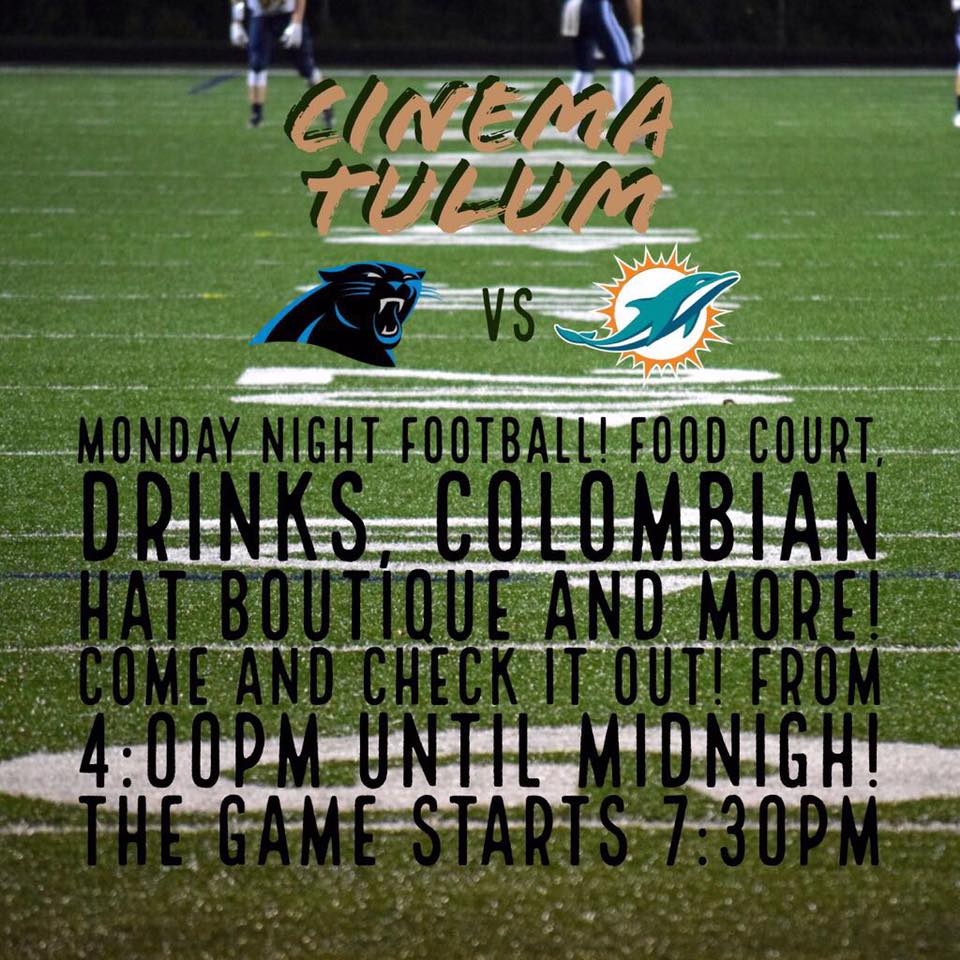 CINEMA
TULUM
VS
MONDAY NIGHT FOOTBALL! FOOD COURT,
DRINKS, COLOMBIAN
HAT BOUTIQUE AND MORE!
COME AND CHECK IT OUT! FROM
4:00PM UNTIL MIDNIGH!
THE GAME STARTS 7:30PM